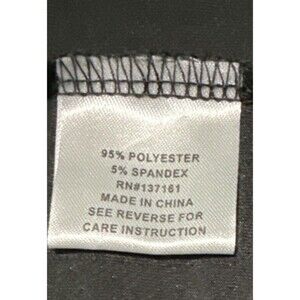 95% POLYESTER
5% SPANDEX
RN#137161
MADE IN CHINA
SEE REVERSE FOR
CARE INSTRUCTION